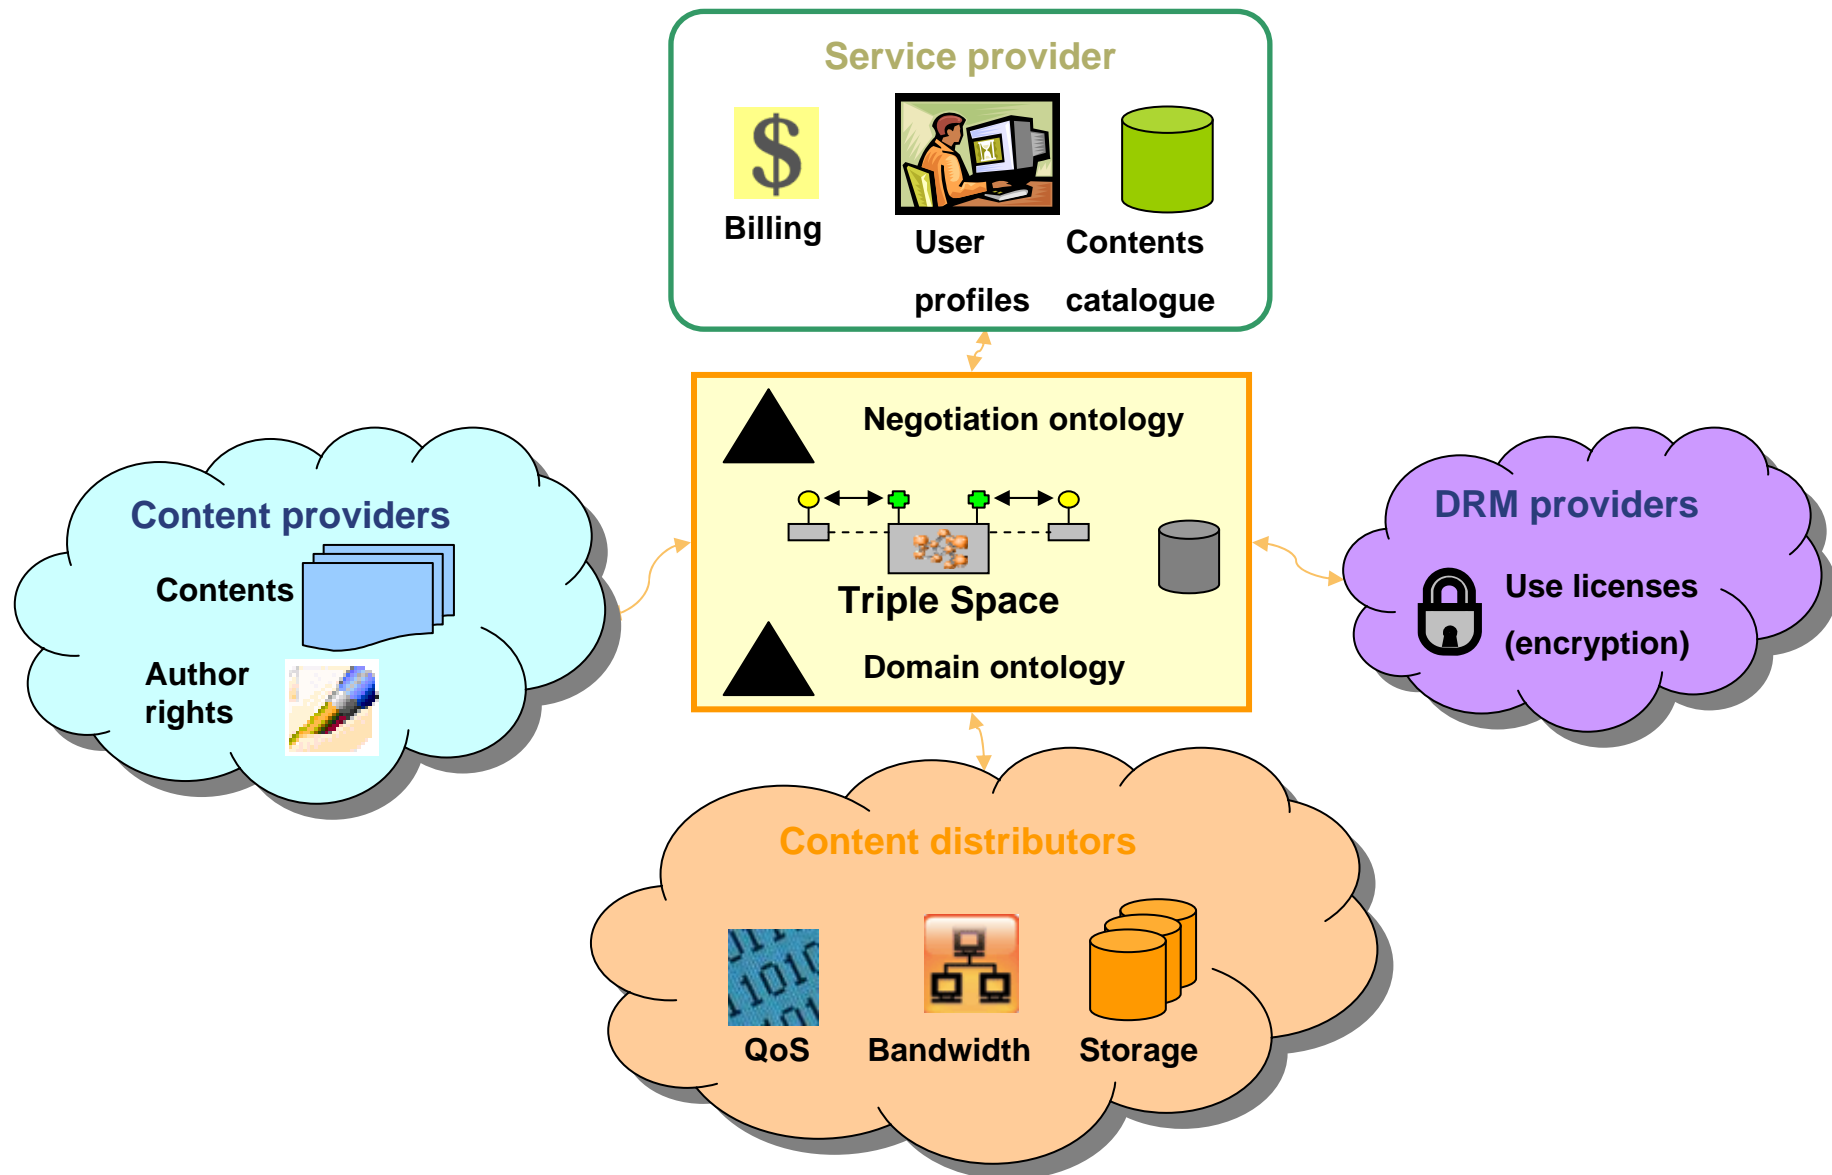 Service provider
$
Billing
User
profiles
Contents
catalogue
Negotiation ontology
Triple Space
Domain ontology
Content providers
Contents
Author
rights
DRM providers
Use licenses
(encryption)
Content distributors
QoS
Bandwidth
Storage